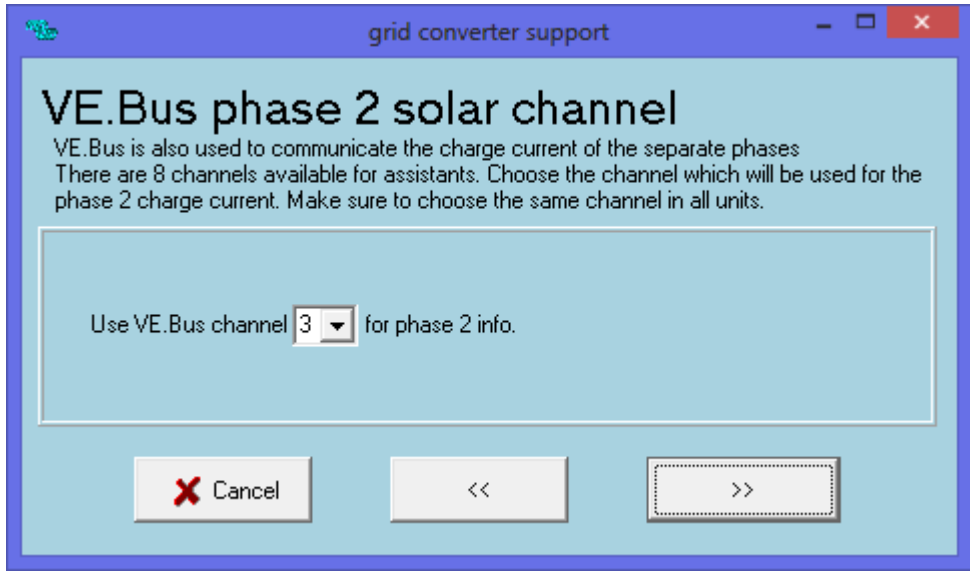 grid converter support
VE.Bus phase 2 solar channel
VE.Bus is also used to communicate the charge current of the separate phases
There are 8 channels available for assistants. Choose the channel which will be used for the
phase 2 charge current. Make sure to choose the same channel in all units.
Use VE.Bus channel 3 for phase 2 info.
Cancel << >>